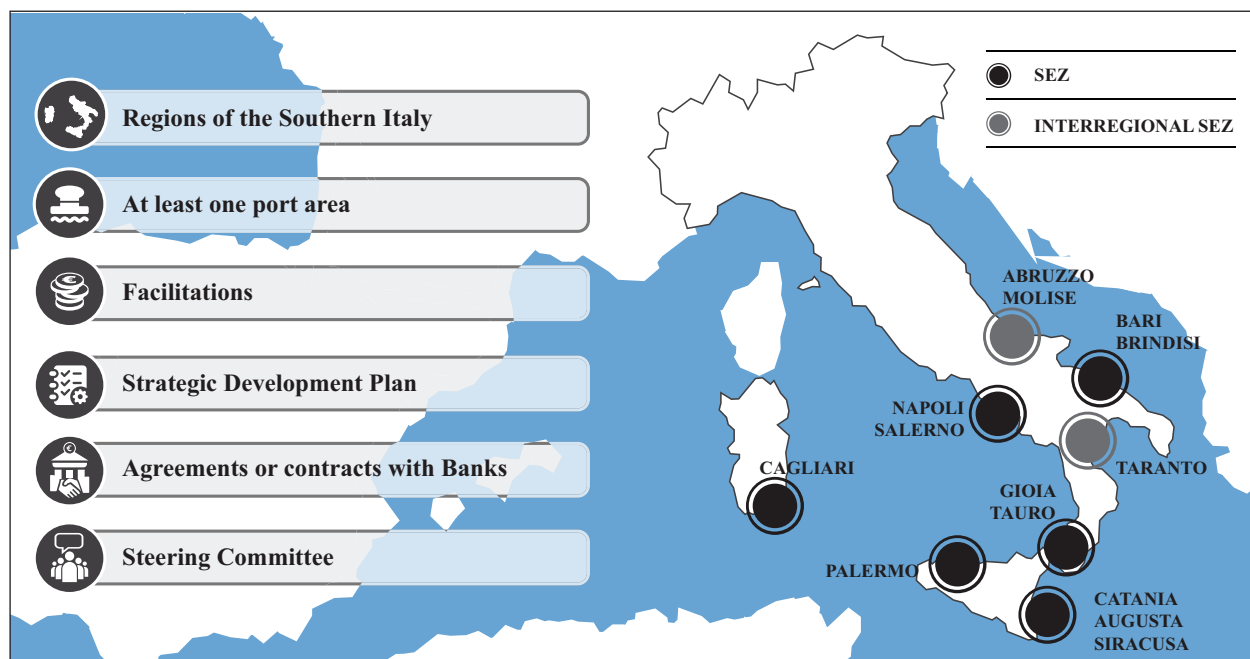 Regions of the Southern Italy
At least one port area
Facilitations
Strategic Development Plan
Agreements or contracts with Banks
Steering Committee
SEZ
INTERREGIONAL SEZ
ABRUZZO
MOLISE
BARI
BRINDISI
NAPOLI
SALERNO
TARANTO
CAGLIARI
GIOIA
TAURO
PALERMO
CATANIA
AUGUSTA
SIRACUSA